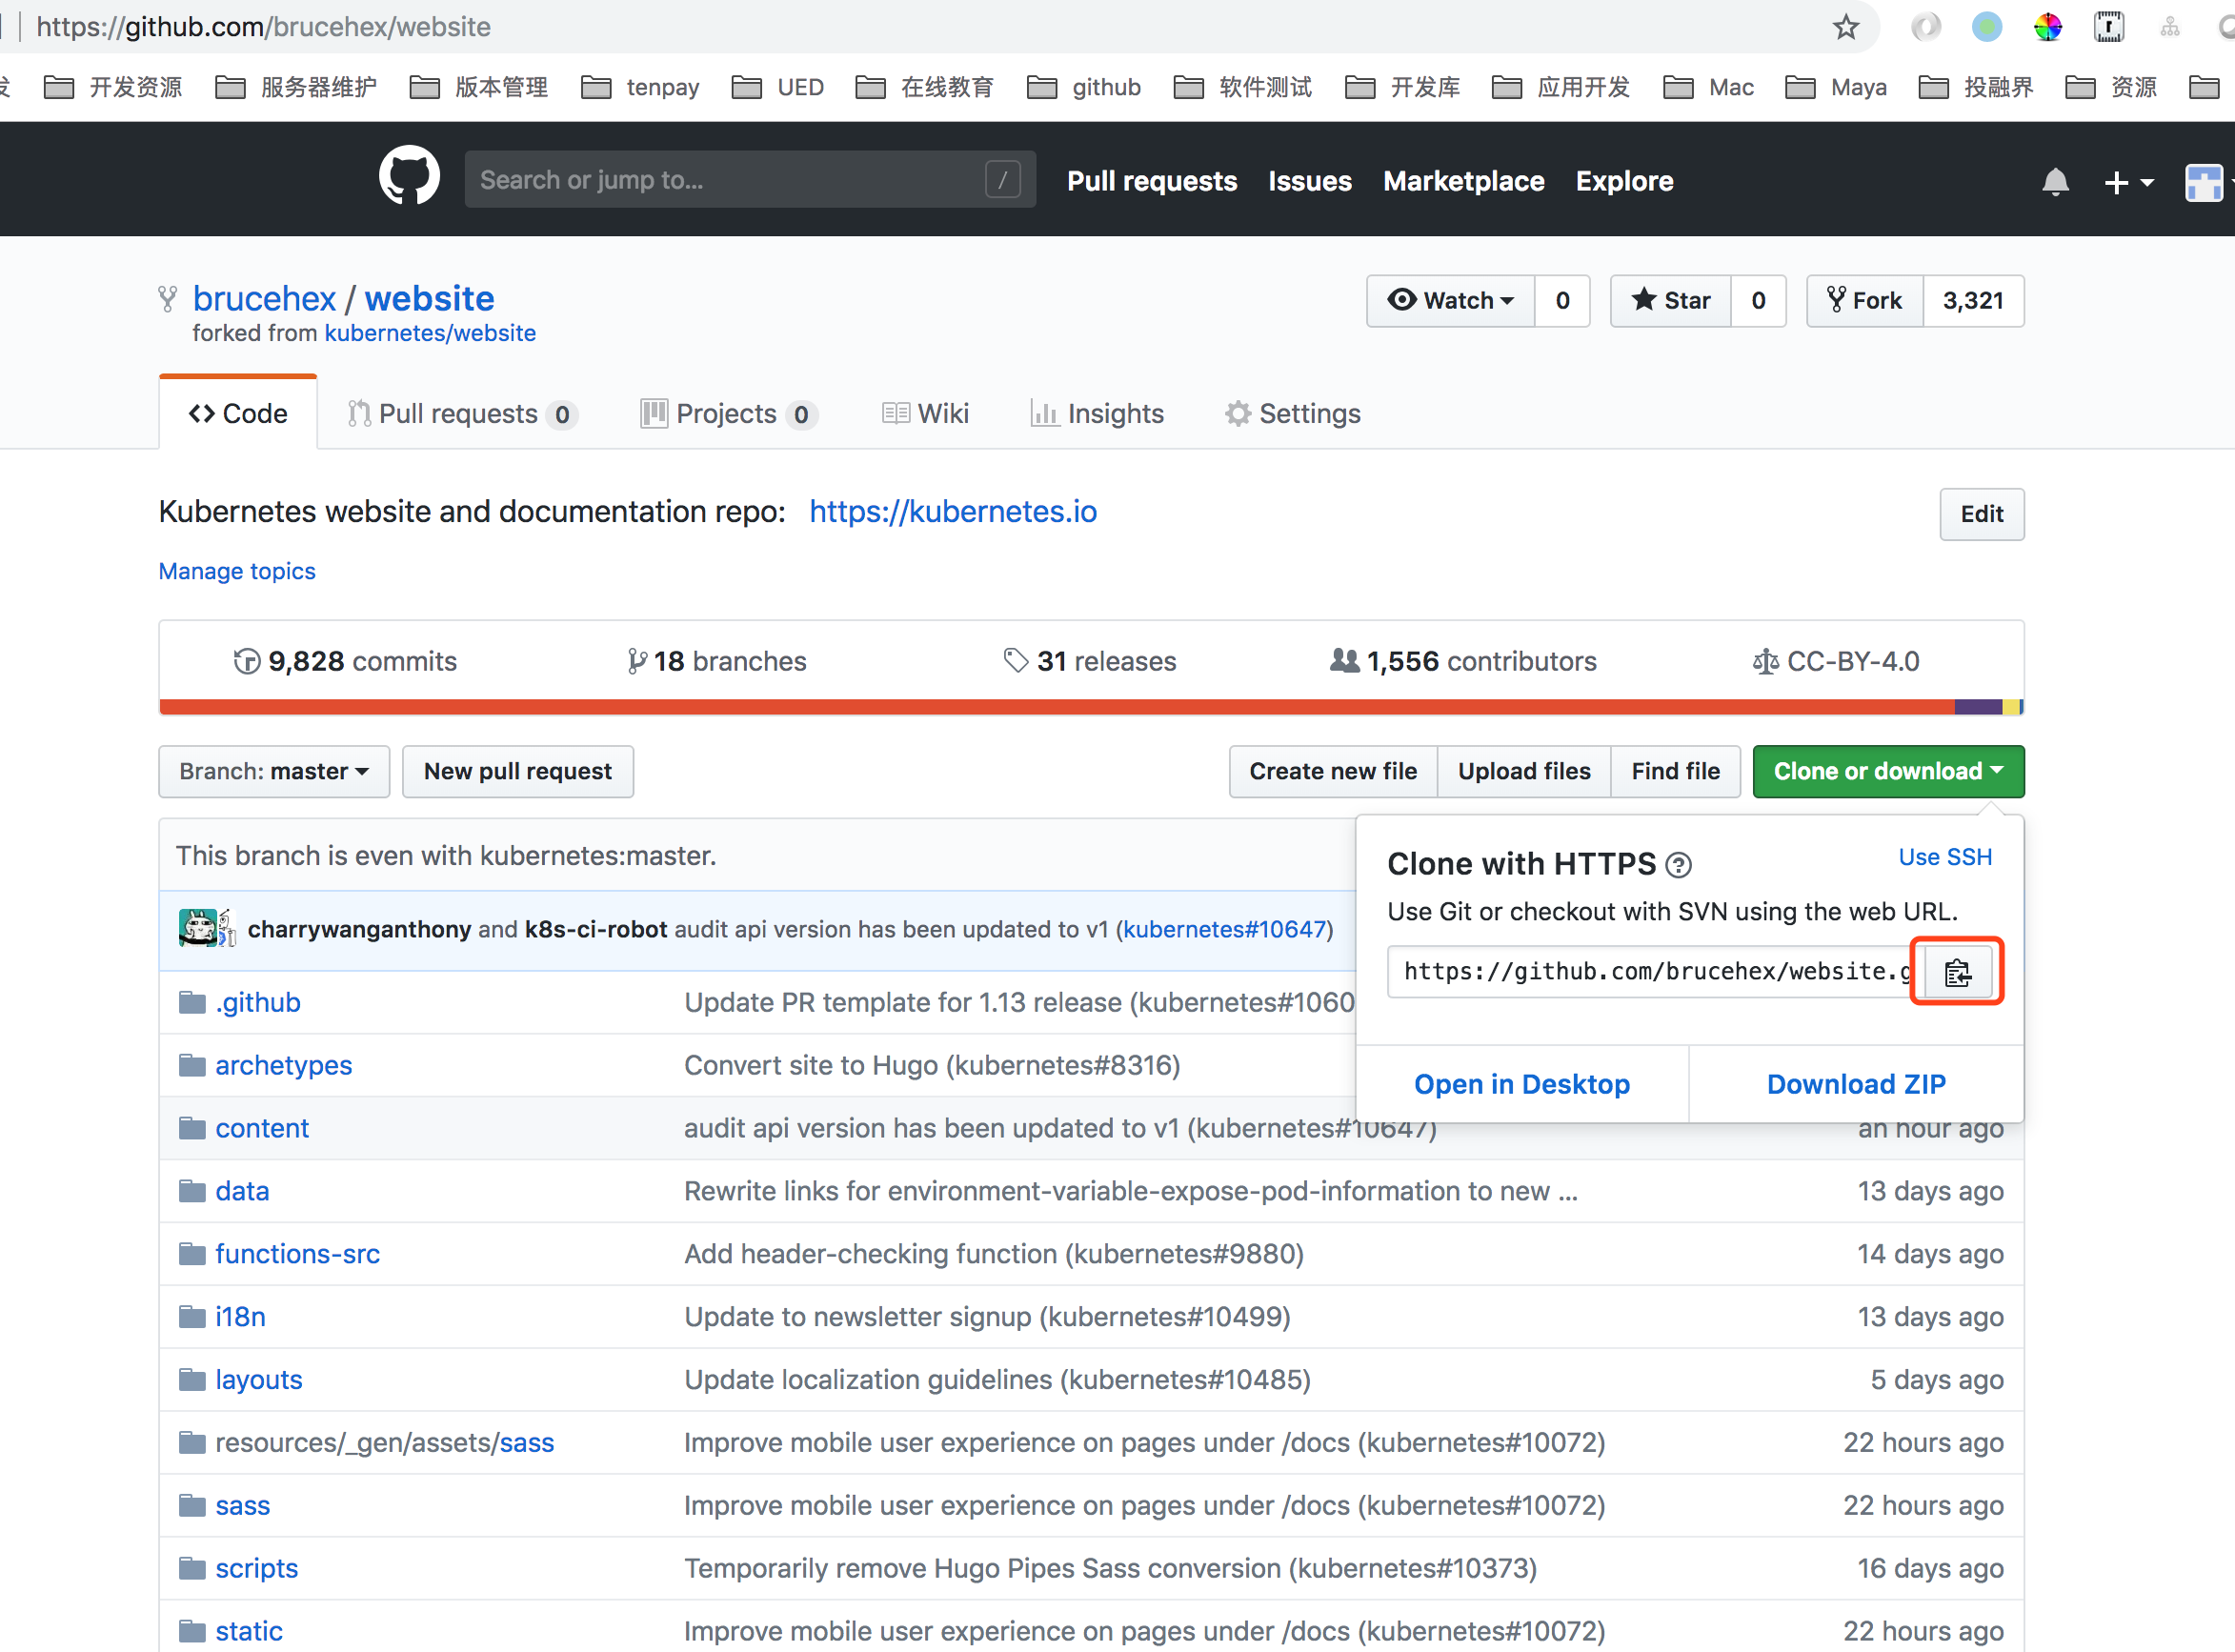 https://github.com/brucehex/website
开发资源 服务器维护 版本管理 tenpay UED 在线教育 github 软件测试 开发库 应用开发 Mac Maya 投融界 资源
Search or jump to... / Pull requests Issues Marketplace Explore
brucehex / website Watch 0 Star 0 Fork 3,321
forked from kubernetes/website
Code Pull requests 0 Projects 0 Wiki Insights Settings
Kubernetes website and documentation repo: https://kubernetes.io Edit
Manage topics
9,828 commits 18 branches 31 releases 1,556 contributors CC-BY-4.0
Branch: master New pull request Create new file Upload files Find file Clone or download
This branch is even with kubernetes:master.
Clone with HTTPS Use SSH
Use Git or checkout with SVN using the web URL.
https://github.com/brucehex/website.g
Open in Desktop Download ZIP
charrywanganthony and k8s-ci-robot audit api version has been updated to v1 (kubernetes#10647)
.github Update PR template for 1.13 release (kubernetes#1060
archetypes Convert site to Hugo (kubernetes#8316)
content audit api version has been updated to v1 (kubernetes#10647) an hour ago
data Rewrite links for environment-variable-expose-pod-information to new ... 13 days ago
functions-src Add header-checking function (kubernetes#9880) 14 days ago
i18n Update to newsletter signup (kubernetes#10499) 13 days ago
layouts Update localization guidelines (kubernetes#10485) 5 days ago
resources/_gen/assets/sass Improve mobile user experience on pages under /docs (kubernetes#10072) 22 hours ago
sass Improve mobile user experience on pages under /docs (kubernetes#10072) 22 hours ago
scripts Temporarily remove Hugo Pipes Sass conversion (kubernetes#10373) 16 days ago
static Improve mobile user experience on pages under /docs (kubernetes#10072) 22 hours ago